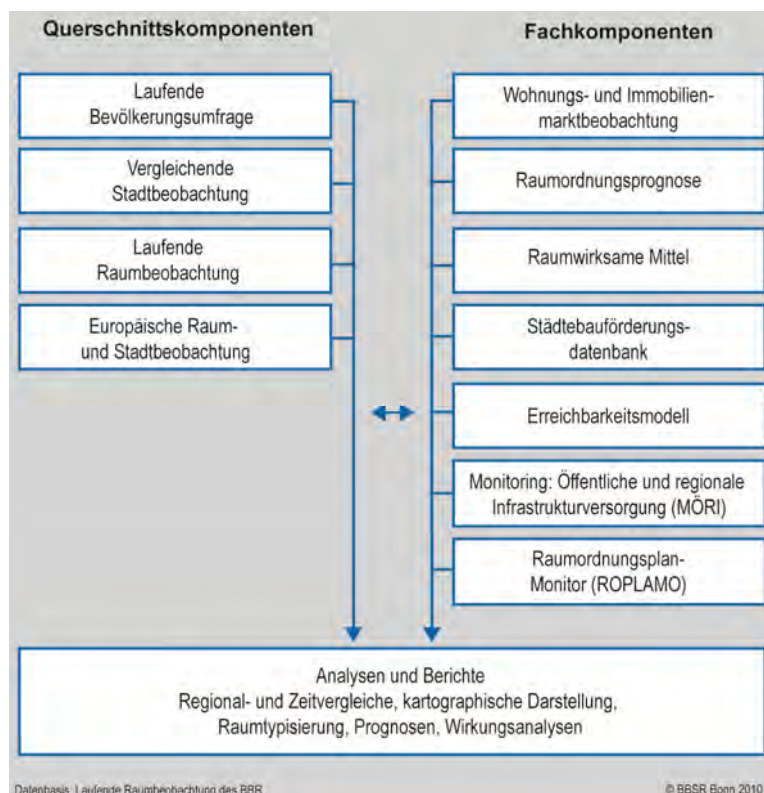 Querschnittskomponenten
Laufende
Bevölkerungsumfrage
Vergleichende
Stadtbeobachtung
Laufende
Raumbeobachtung
Europäische Raum-
und Stadtbeobachtung
Fachkomponenten
Wohnungs- und Immobilien-
marktbeobachtung
Raumordnungsprognose
Raumwirksame Mittel
Städtebauförderungs-
datenbank
Erreichbarkeitsmodell
Monitoring: Öffentliche und regionale
Infrastrukturversorgung (MÖRI)
Raumordnungsplan-
Monitor (ROPLAMO)
Analysen und Berichte
Regional- und Zeitvergleiche, kartographische Darstellung,
Raumtypisierung, Prognosen, Wirkungsanalysen
Datenbasis: Laufende Raumbeobachtung des BBR
© BBSR Bonn 2010